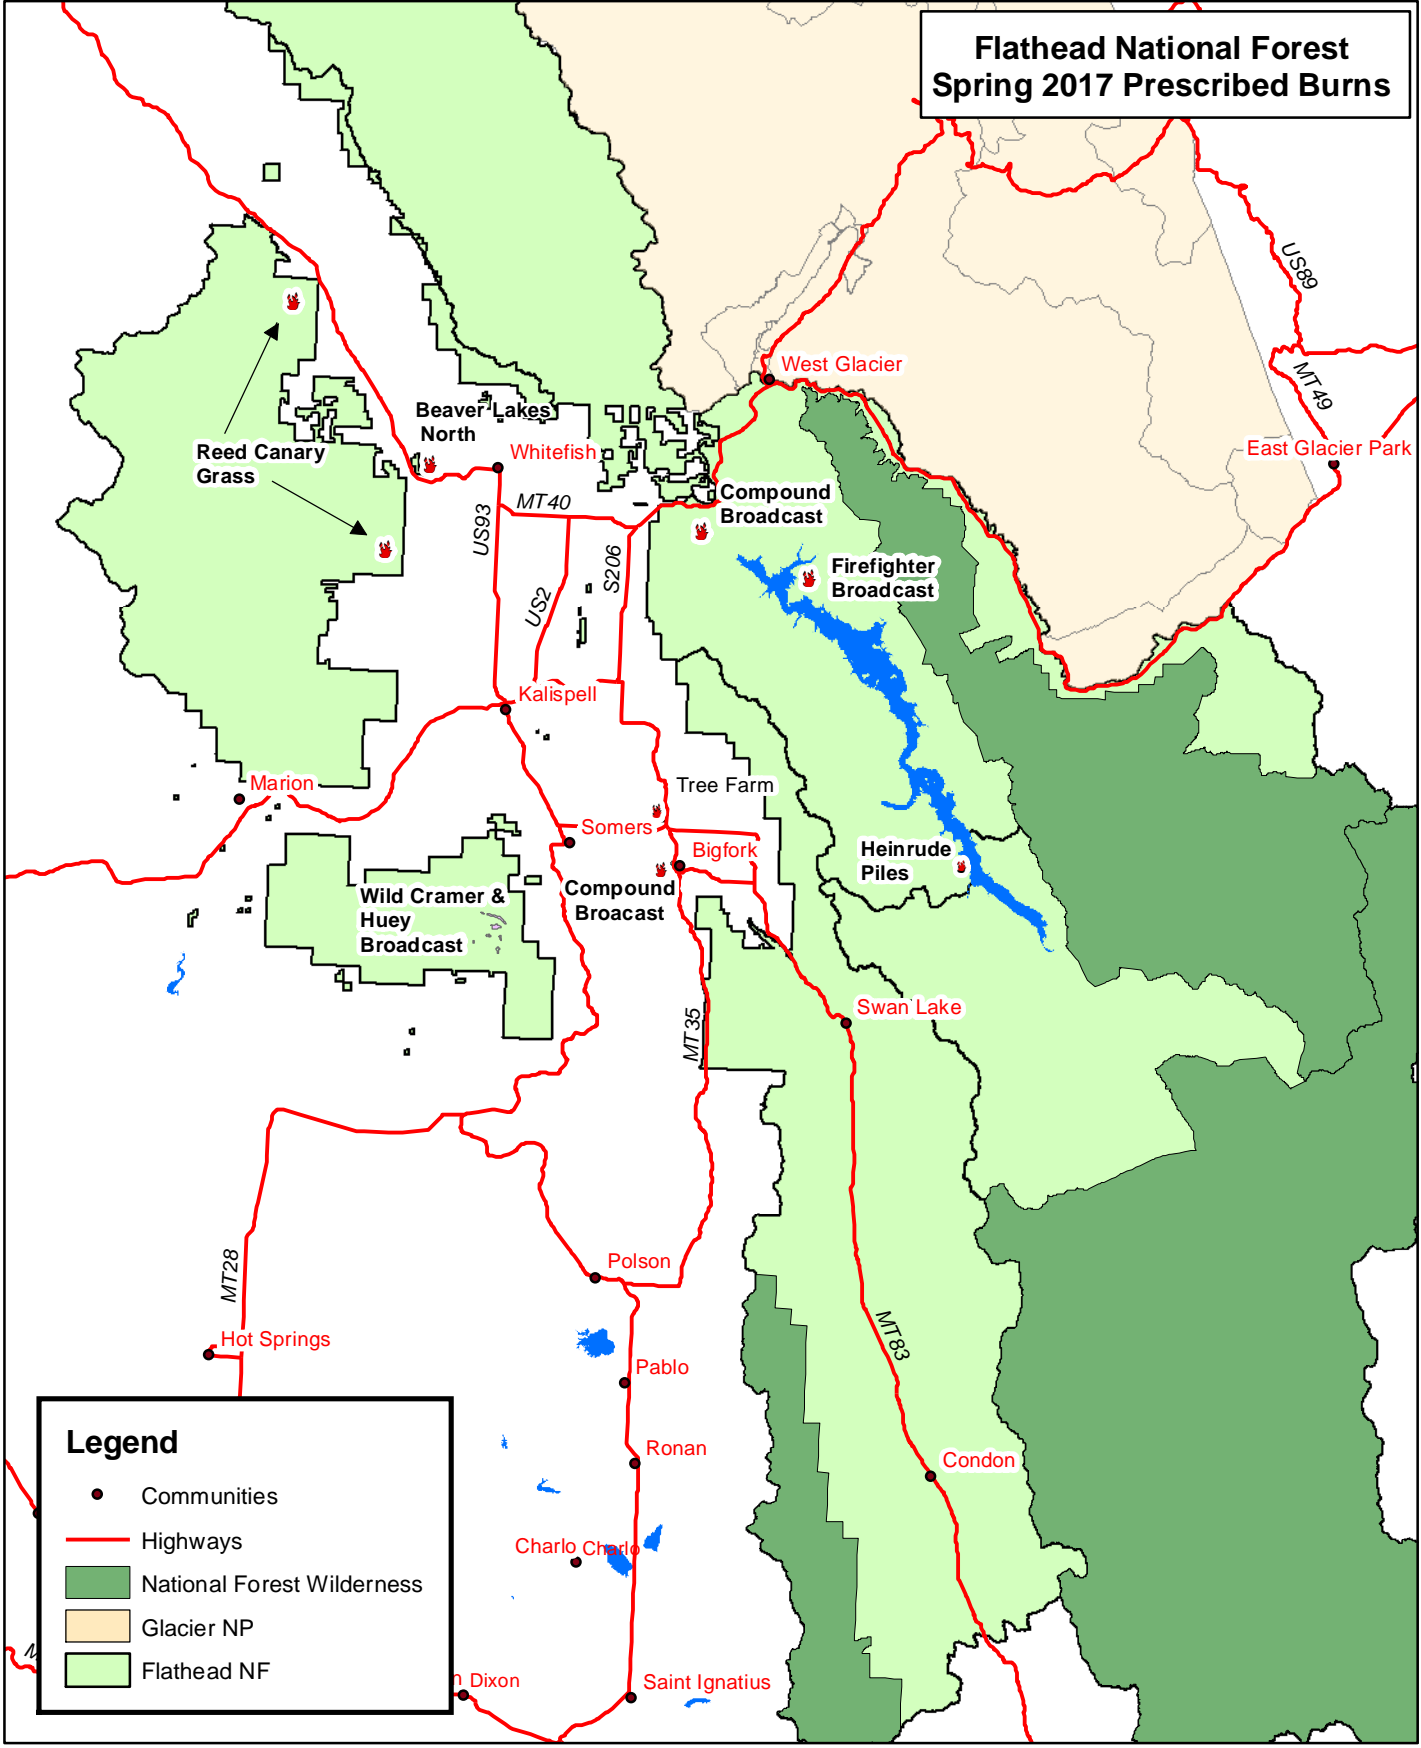 Flathead National Forest
Spring 2017 Prescribed Burns
US89
West Glacier
MT49
Beaver Lakes
North
East Glacier Park
Reed Canary
Grass
Whitefish
Compound
Broadcast
MT40
US93
S206
Firefighter
Broadcast
US2
Kalispell
Marion
Tree Farm
Somers
Bigfork
Heinrude
Piles
Wild Cramer &
Huey
Broadcast
Compound
Broacast
Swan Lake
MT35
Polson
MT28
Hot Springs
MT83
Pablo
Ronan
Condon
Charlo Charlo
Dixon
Saint Ignatius
Legend
Communities
Highways
National Forest Wilderness
Glacier NP
Flathead NF